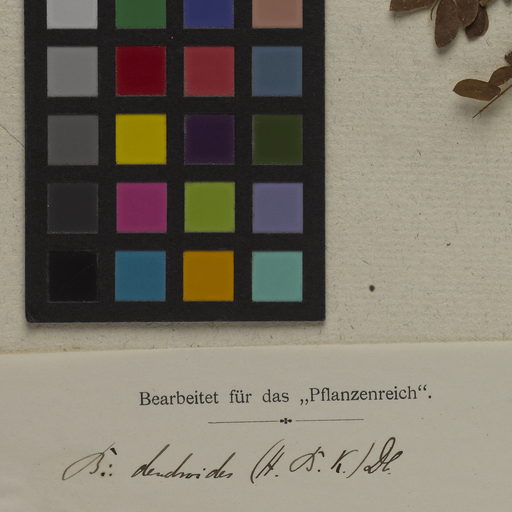 Bearbeitet für das „Pflanzenreich“.
B: dendroides (H. B. K.) DC.